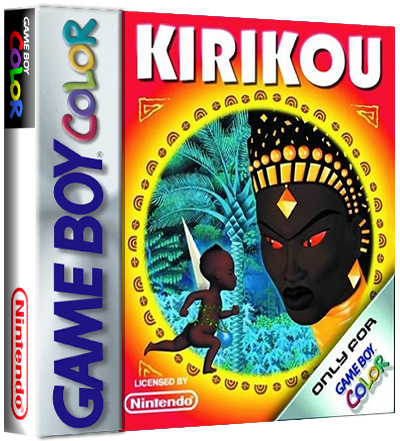 GAME BOY
COLOR
Nintendo
GAME BOY COLOR
KIRIKOU
LICENSED BY
Nintendo
ONLY FOR
GAME BOY
COLOR